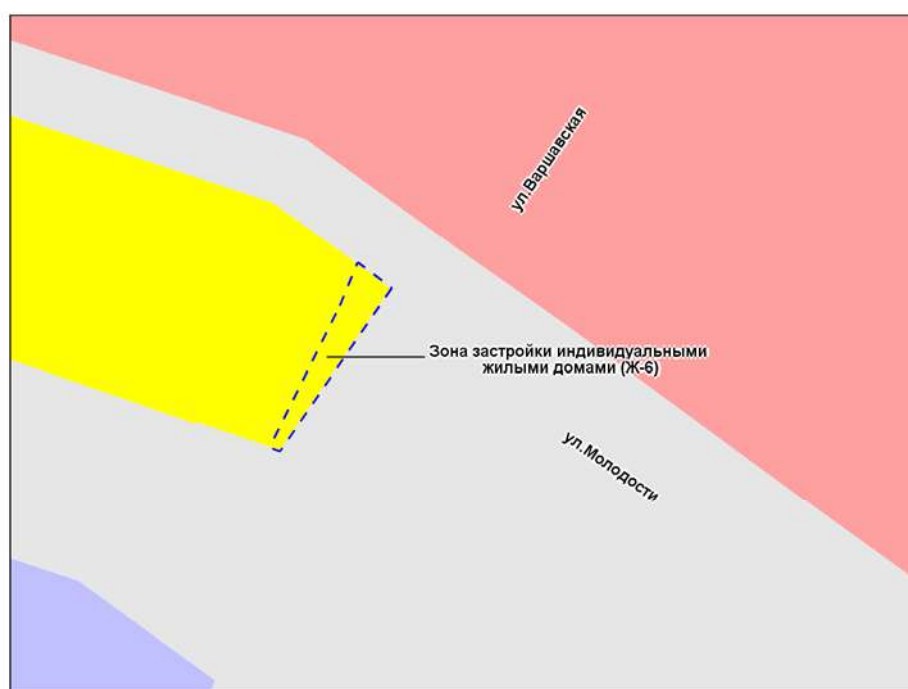 ул.Варшавская
Зона застройки индивидуальными
жилыми домами (Ж-6)
ул.Молодости